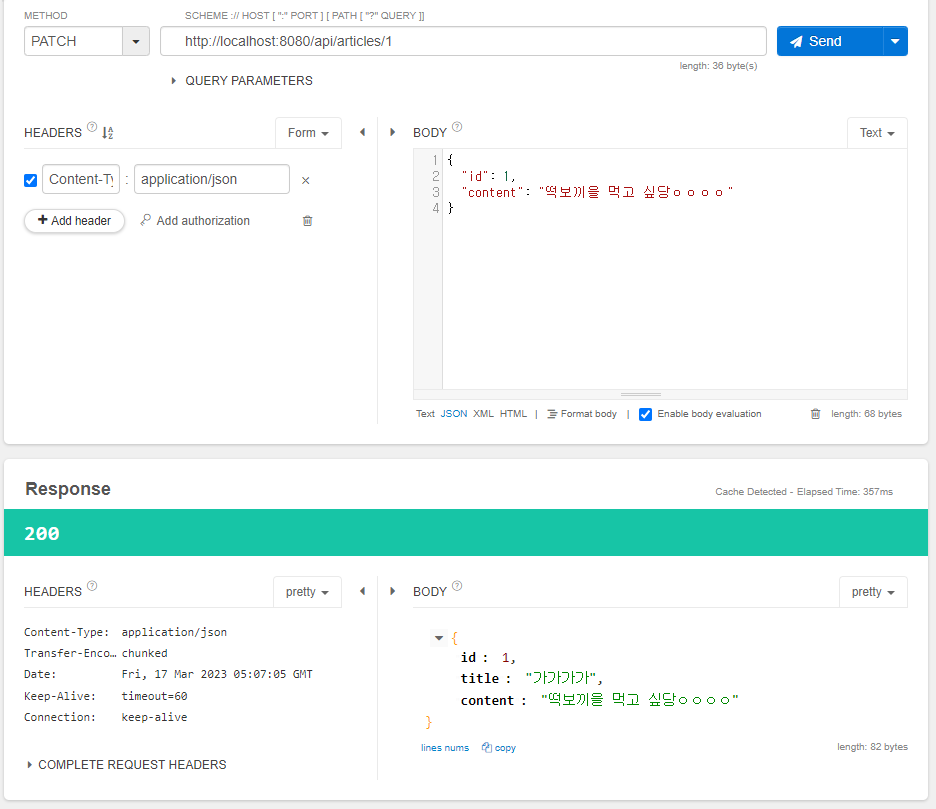 METHOD
SCHEME :// HOST [ ":" PORT ] [ PATH [ "?" QUERY ]]
PATCH
http://localhost:8080/api/articles/1
Send
length: 36 byte(s)
QUERY PARAMETERS
HEADERS ? Form
BODY ? Text
Content-Ty : application/json ×
+ Add header Add authorization
1 {
2 "id": 1,
3 "content": "떡보끼을 먹고 싶당ㅇㅇㅇㅇ"
4 }
Text JSON XML HTML | Format body | Enable body evaluation length: 68 bytes
Response
Cache Detected - Elapsed Time: 357ms
200
HEADERS ? pretty
BODY ? pretty
Content-Type: application/json
Transfer-Enco… chunked
Date: Fri, 17 Mar 2023 05:07:05 GMT
Keep-Alive: timeout=60
Connection: keep-alive
COMPLETE REQUEST HEADERS
{
id : 1,
title : "가가가가",
content : "떡보끼을 먹고 싶당ㅇㅇㅇㅇ"
}
lines nums copy length: 82 bytes